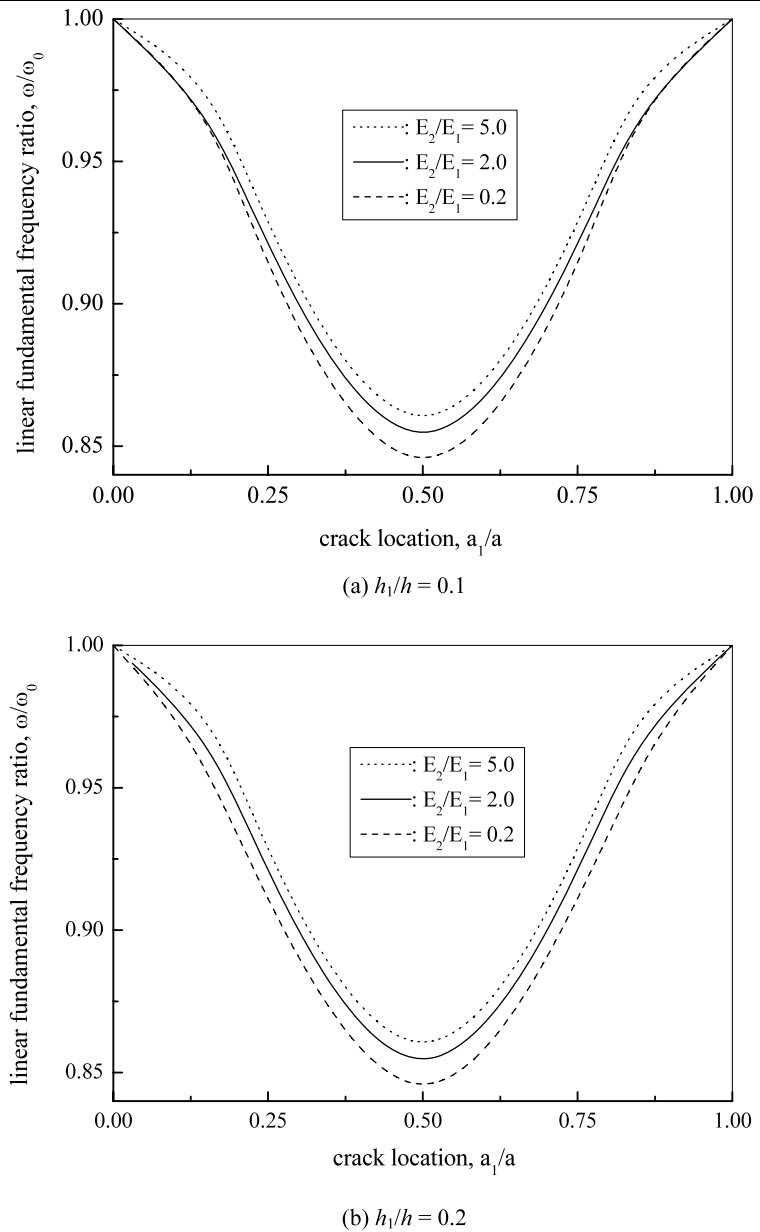 1.00
0.95
0.90
0.85
linear fundamental frequency ratio, ω/ω₀
: E₂/E₁= 5.0
: E₂/E₁= 2.0
: E₂/E₁= 0.2
0.00 0.25 0.50 0.75 1.00
crack location, a₁/a
(a) h₁/h = 0.1
1.00
0.95
0.90
0.85
linear fundamental frequency ratio, ω/ω₀
: E₂/E₁= 5.0
: E₂/E₁= 2.0
: E₂/E₁= 0.2
0.00 0.25 0.50 0.75 1.00
crack location, a₁/a
(b) h₁/h = 0.2